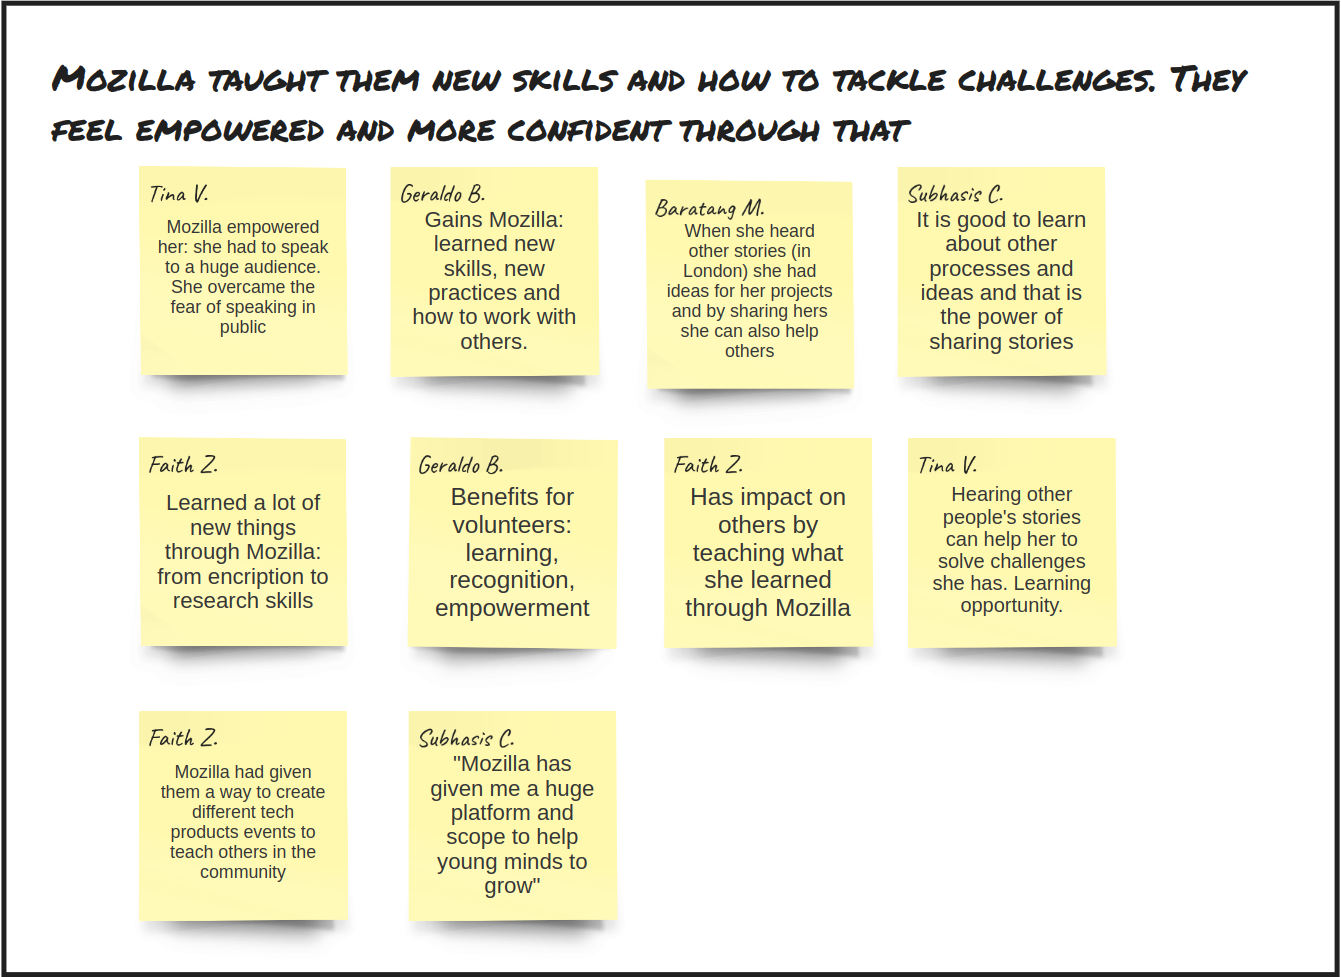 Mozilla taught them new skills and how to tackle challenges. They
feel empowered and more confident through that
Tina V.
Mozilla empowered
her: she had to speak
to a huge audience.
She overcame the
fear of speaking in
public
Geraldo B.
Gains Mozilla:
learned new
skills, new
practices and
how to work with
others.
Baratang M.
When she heard
other stories (in
London) she had
ideas for her projects
and by sharing hers
she can also help
others
Subhasis C.
It is good to learn
about other
processes and
ideas and that is
the power of
sharing stories
Faith Z.
Learned a lot of
new things
through Mozilla:
from encription to
research skills
Geraldo B.
Benefits for
volunteers:
learning,
recognition,
empowerment
Faith Z.
Has impact on
others by
teaching what
she learned
through Mozilla
Tina V.
Hearing other
people's stories
can help her to
solve challenges
she has. Learning
opportunity.
Faith Z.
Mozilla had given
them a way to create
different tech
products events to
teach others in the
community
Subhasis C.
"Mozilla has
given me a huge
platform and
scope to help
young minds to
grow"